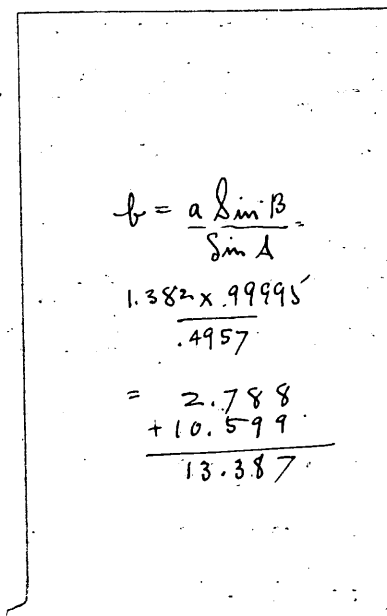 b = a Sin B =
Sin A
1.382 x .99995
.4957
= 2.788
+ 10.599
13.387